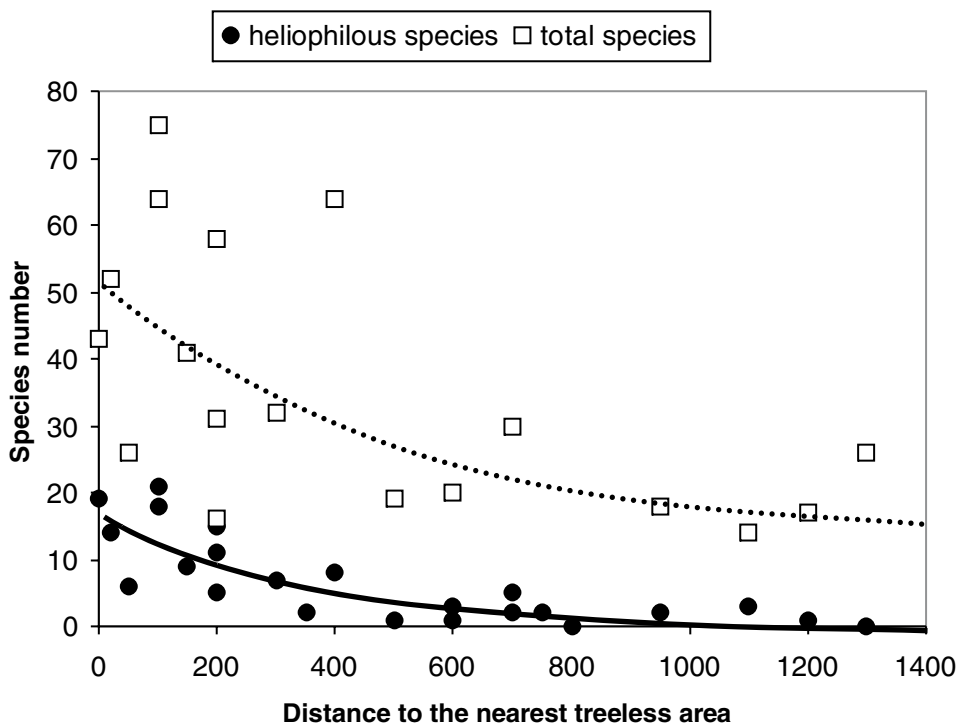 heliophilous species total species
80
70
60
50
40
30
20
10
0
Species number
0 200 400 600 800 1000 1200 1400
Distance to the nearest treeless area